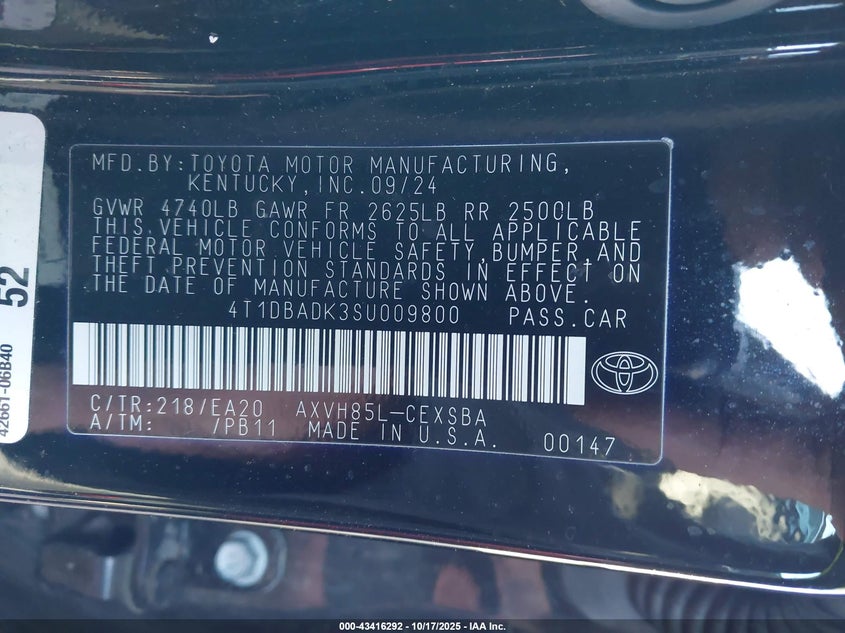 MFD.BY:TOYOTA MOTOR MANUFACTURING,
KENTUCKY,INC.09/24
GVWR 4740LB GAWR FR 2625LB RR 2500LB
THIS VEHICLE CONFORMS TO ALL APPLICABLE
FEDERAL MOTOR VEHICLE SAFETY,BUMPER,AND
THEFT PREVENTION STANDARDS IN EFFECT ON
THE DATE OF MANUFACTURE SHOWN ABOVE.
4T1DBADK3SU009800 PASS.CAR
C/TR:218/EA20 AXVH85L-CEXSBA
A/TM: /PB11 MADE IN U.S.A. 00147
52
42661-06B40
000-43416292 - 10/17/2025 - IAA Inc.